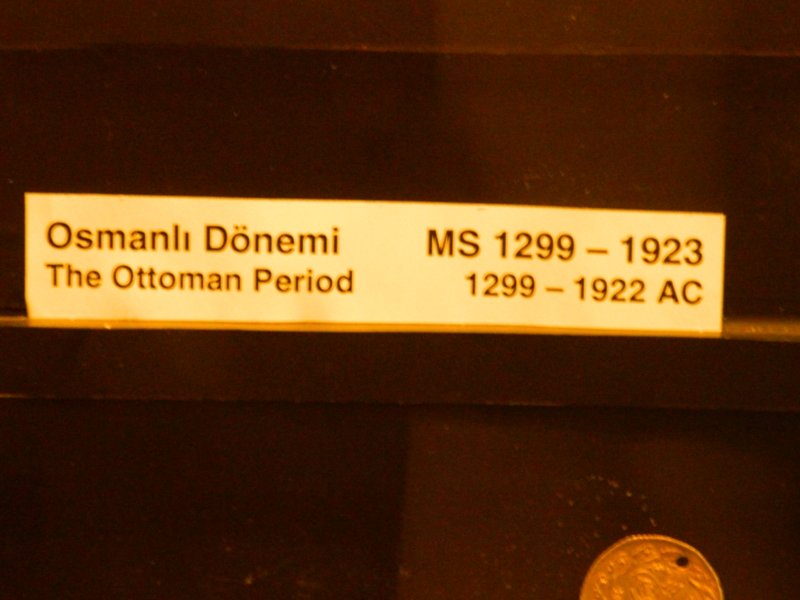 Osmanlı Dönemi MS 1299 – 1923
The Ottoman Period 1299 – 1922 AC